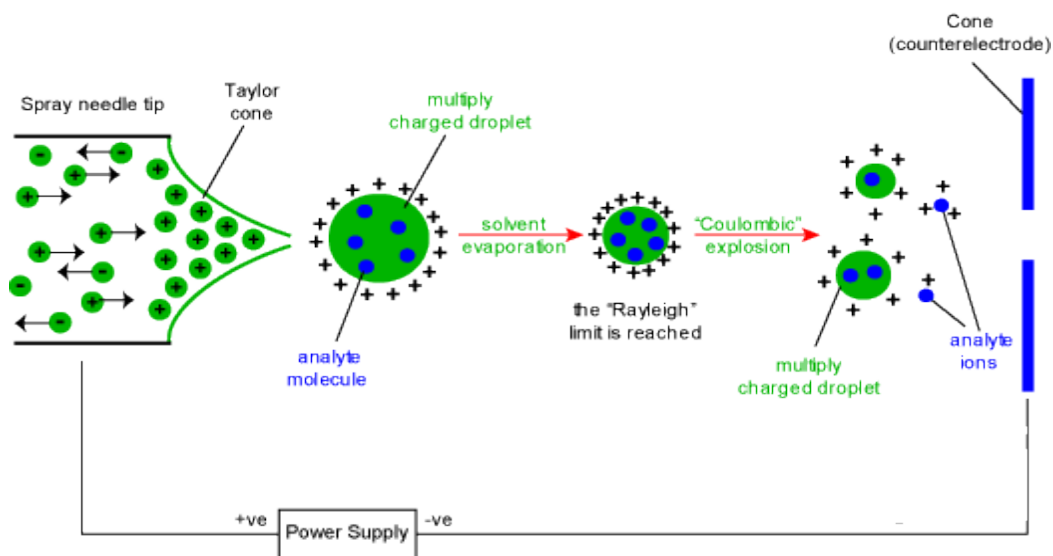 Cone
(counterelectrode)
Spray needle tip
Taylor
cone
multiply
charged droplet
solvent
evaporation
"Coulombic"
explosion
the "Rayleigh"
limit is reached
analyte
molecule
multiply
charged droplet
analyte
ions
+ve
Power Supply
-ve